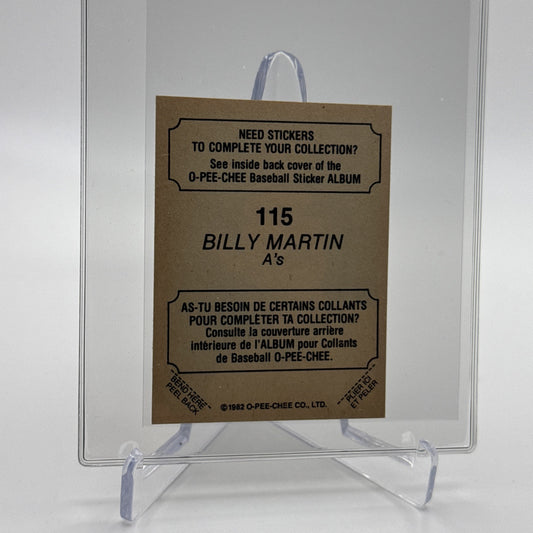 NEED STICKERS
TO COMPLETE YOUR COLLECTION?
See inside back cover of the
O-PEE-CHEE Baseball Sticker ALBUM
115
BILLY MARTIN
A's
AS-TU BESOIN DE CERTAINS COLLANTS
POUR COMPLÉTER TA COLLECTION?
Consulte la couverture arrière
intérieure de l'ALBUM pour Collants
de Baseball O-PEE-CHEE.
BEND HERE
PEEL BACK
©1982 O-PEE-CHEE CO., LTD.
PLIER ICI
ET PELER